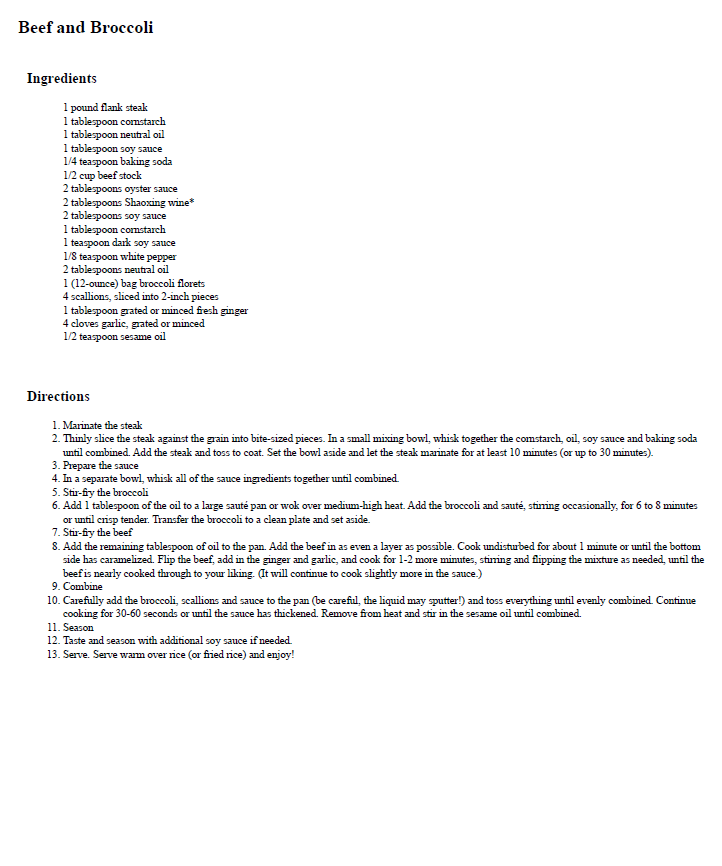 Beef and Broccoli
Ingredients
1 pound flank steak
1 tablespoon cornstarch
1 tablespoon neutral oil
1 tablespoon soy sauce
1/4 teaspoon baking soda
1/2 cup beef stock
2 tablespoons oyster sauce
2 tablespoons Shaoxing wine*
2 tablespoons soy sauce
1 tablespoon cornstarch
1 teaspoon dark soy sauce
1/8 teaspoon white pepper
2 tablespoons neutral oil
1 (12-ounce) bag broccoli florets
4 scallions, sliced into 2-inch pieces
1 tablespoon grated or minced fresh ginger
4 cloves garlic, grated or minced
1/2 teaspoon sesame oil
Directions
1. Marinate the steak
2. Thinly slice the steak against the grain into bite-sized pieces. In a small mixing bowl, whisk together the cornstarch, oil, soy sauce and baking soda
until combined. Add the steak and toss to coat. Set the bowl aside and let the steak marinate for at least 10 minutes (or up to 30 minutes).
3. Prepare the sauce
4. In a separate bowl, whisk all of the sauce ingredients together until combined.
5. Stir-fry the broccoli
6. Add 1 tablespoon of the oil to a large sauté pan or wok over medium-high heat. Add the broccoli and sauté, stirring occasionally, for 6 to 8 minutes
or until crisp tender. Transfer the broccoli to a clean plate and set aside.
7. Stir-fry the beef
8. Add the remaining tablespoon of oil to the pan. Add the beef in as even a layer as possible. Cook undisturbed for about 1 minute or until the bottom
side has caramelized. Flip the beef, add in the ginger and garlic, and cook for 1-2 more minutes, stirring and flipping the mixture as needed, until the
beef is nearly cooked through to your liking. (It will continue to cook slightly more in the sauce.)
9. Combine
10. Carefully add the broccoli, scallions and sauce to the pan (be careful, the liquid may sputter!) and toss everything until evenly combined. Continue
cooking for 30-60 seconds or until the sauce has thickened. Remove from heat and stir in the sesame oil until combined.
11. Season
12. Taste and season with additional soy sauce if needed.
13. Serve. Serve warm over rice (or fried rice) and enjoy!